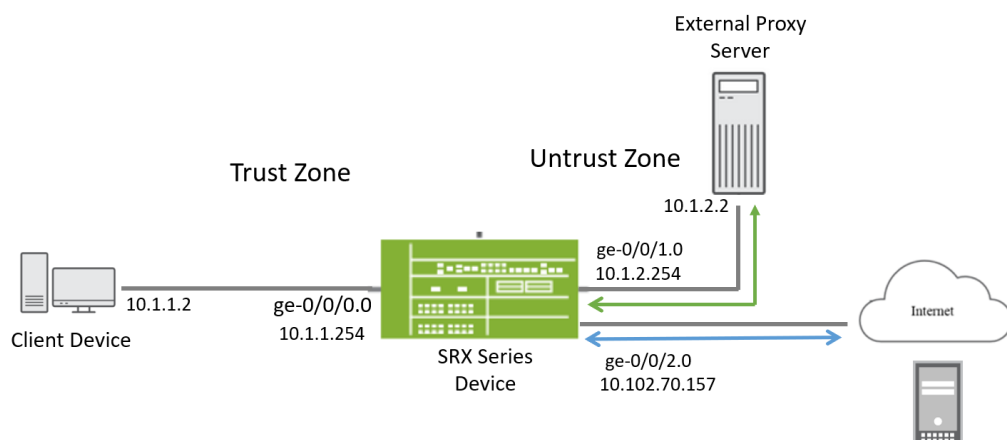 External Proxy
Server
Trust Zone
Untrust Zone
10.1.2.2
ge-0/0/1.0
10.1.2.254
10.1.1.2
ge-0/0/0.0
10.1.1.254
Client Device
SRX Series
Device
Internet
ge-0/0/2.0
10.102.70.157